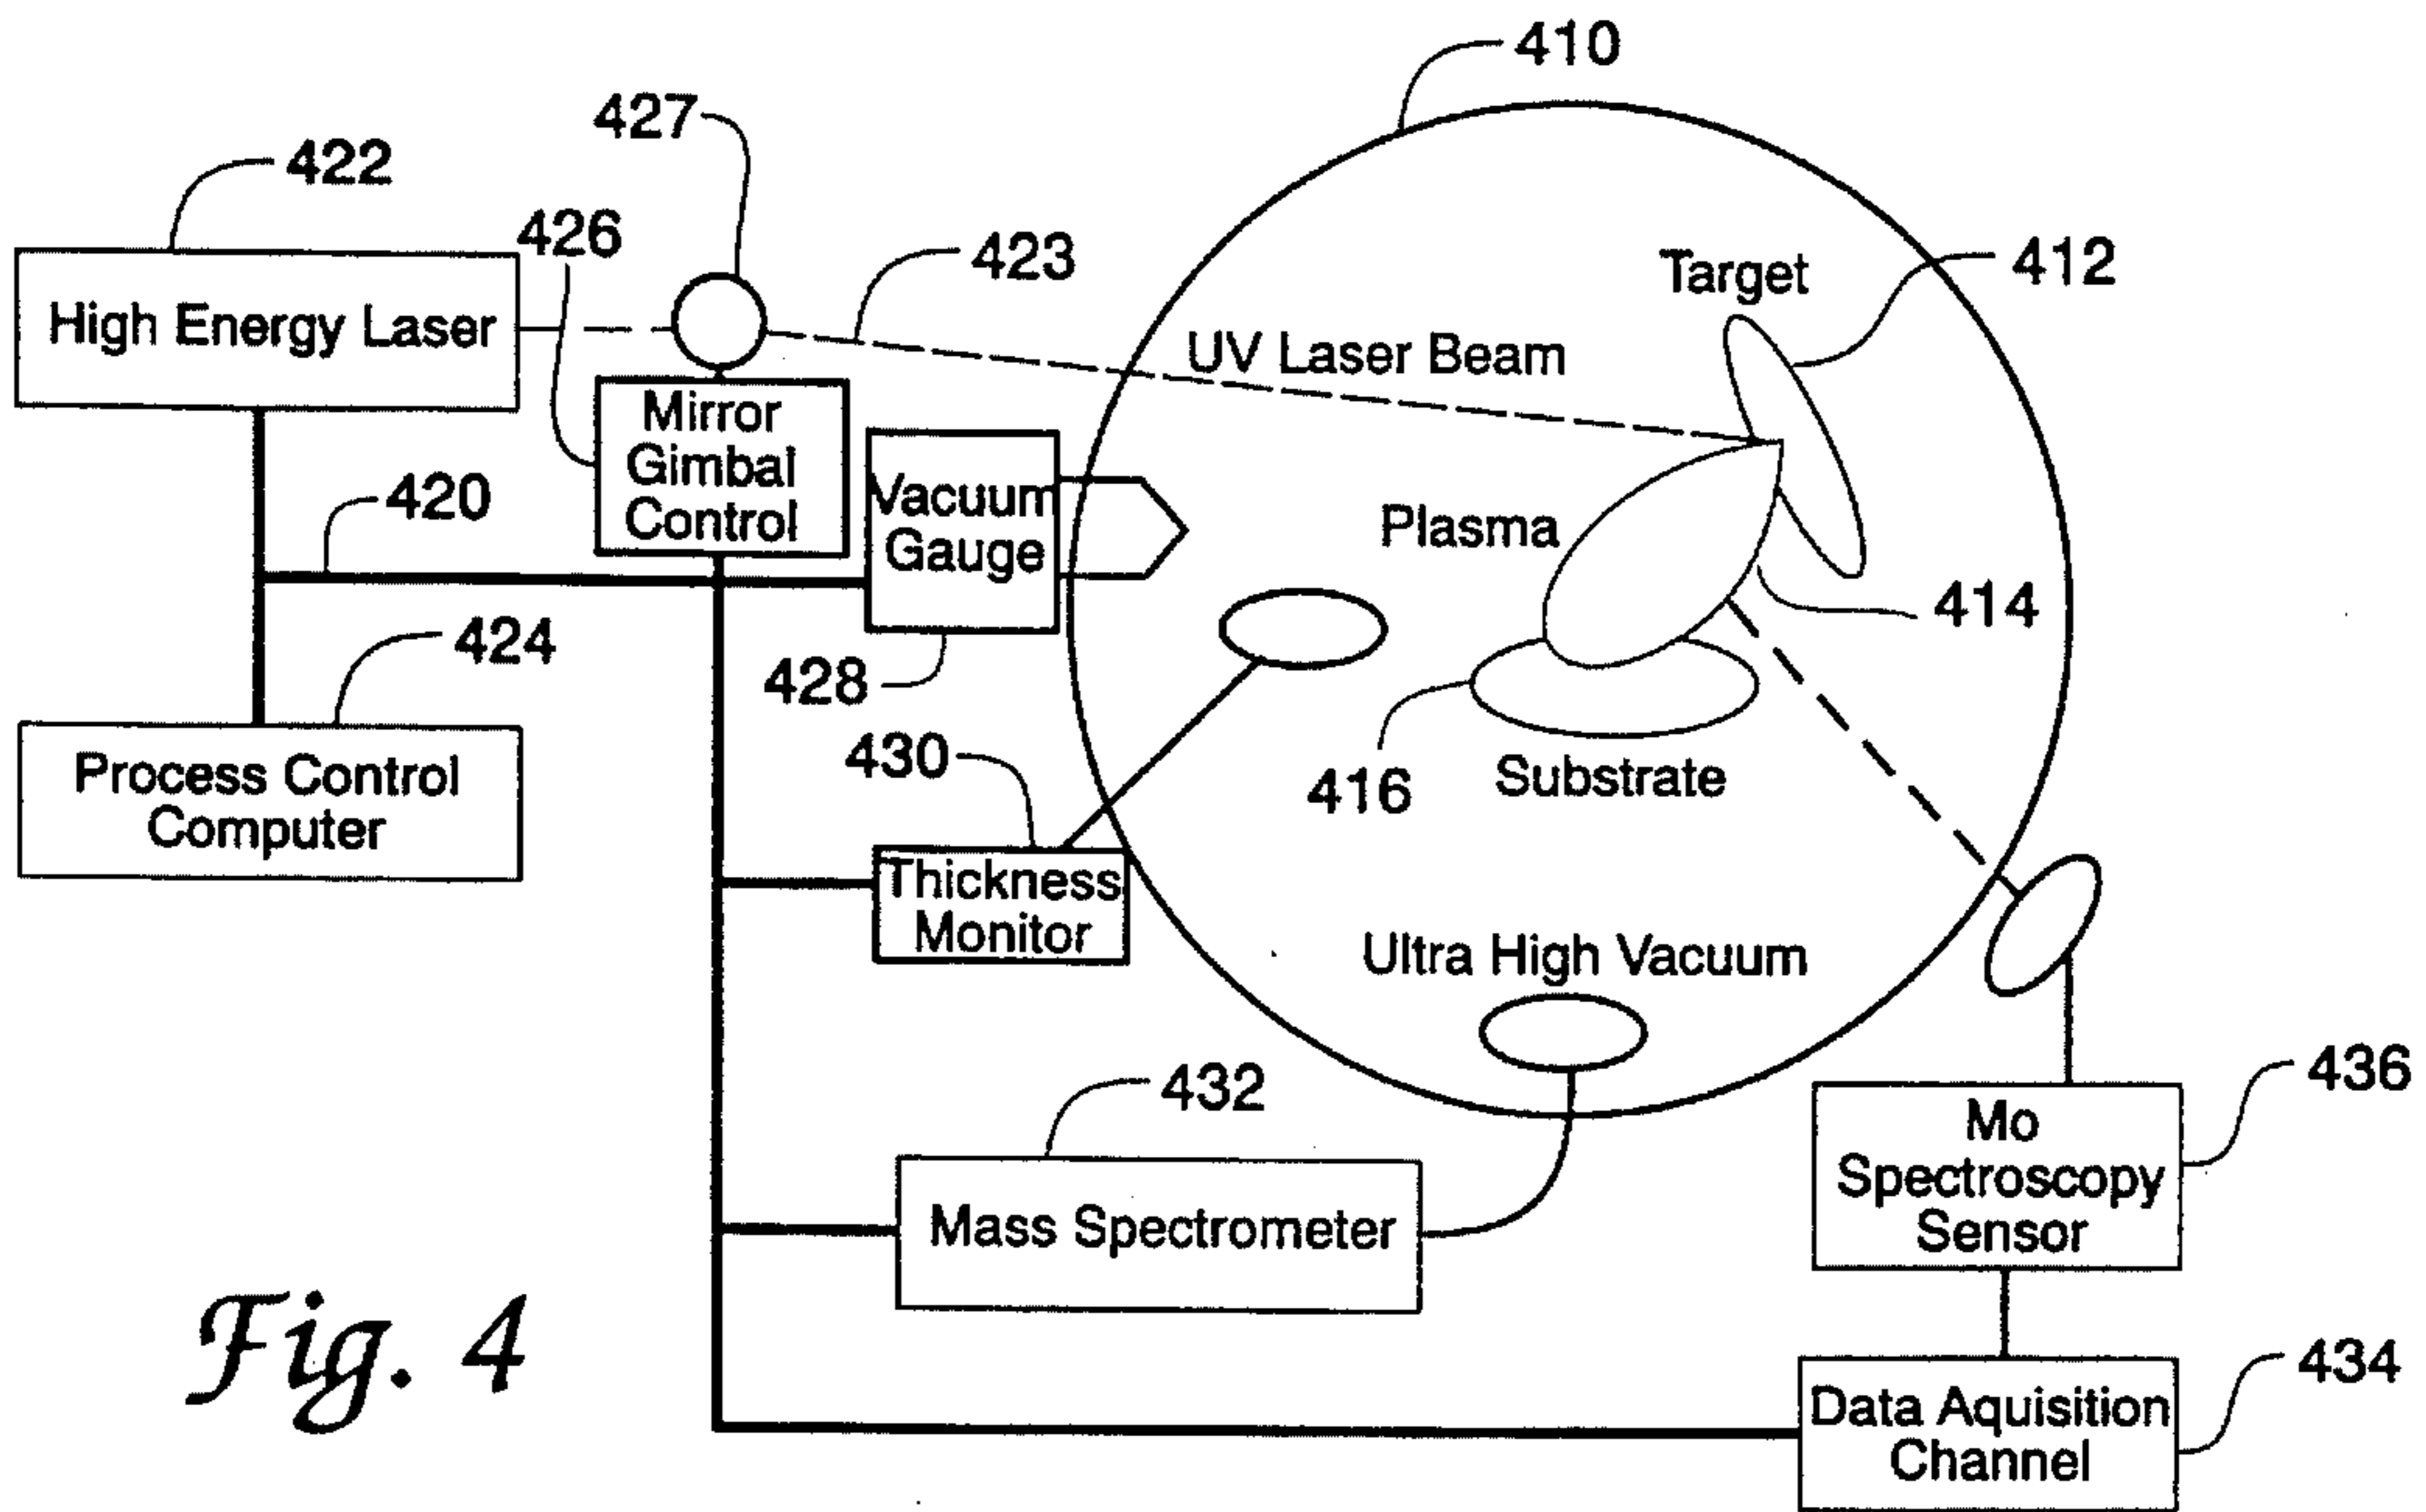 410
427
422
426
423
412
Target
High Energy Laser
UV Laser Beam
Mirror
Gimbal
Control
420
Vacuum
Gauge
Plasma
414
424
428
Process Control
Computer
430
416
Substrate
Thickness
Monitor
Ultra High Vacuum
432
436
Mo
Spectroscopy
Sensor
Mass Spectrometer
434
Data Aquisition
Channel
Fig. 4